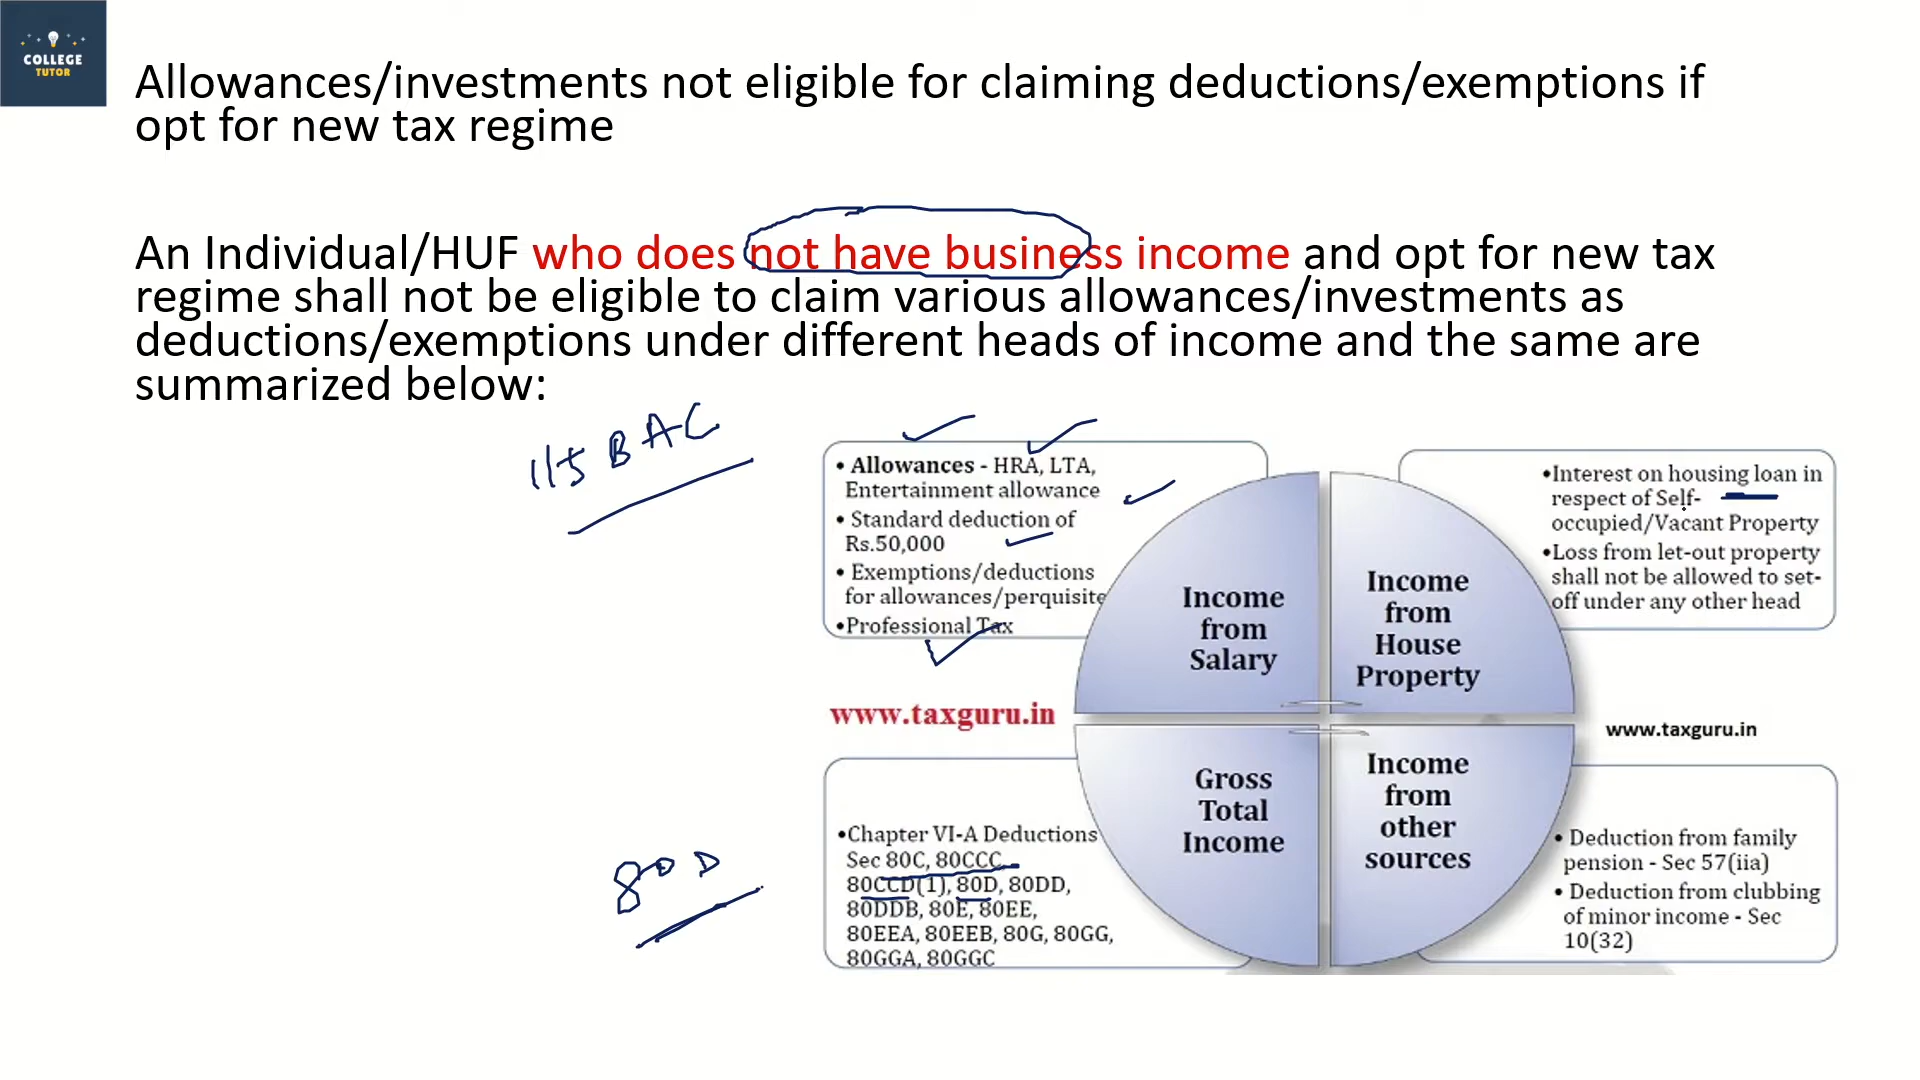 COLLEGE
TUTOR
Allowances/investments not eligible for claiming deductions/exemptions if
opt for new tax regime
An Individual/HUF who does not have business income and opt for new tax
regime shall not be eligible to claim various allowances/investments as
deductions/exemptions under different heads of income and the same are
summarized below:
115 BAC
• Allowances - HRA, LTA,
Entertainment allowance
• Standard deduction of
Rs.50,000
• Exemptions/deductions
for allowances/perquisite
•Professional Tax
Income
from
Salary
Income
from
House
Property
•Interest on housing loan in
respect of Self-
occupied/Vacant Property
•Loss from let-out property
shall not be allowed to set-
off under any other head
www.taxguru.in
www.taxguru.in
80 D
•Chapter VI-A Deductions
Sec 80C, 80CCC
80CCD(1), 80D, 80DD,
80DDB, 80E, 80EE,
80EEA, 80EEB, 80G, 80GG,
80GGA, 80GGC
Gross
Total
Income
Income
from
other
sources
• Deduction from family
pension - Sec 57(iia)
• Deduction from clubbing
of minor income - Sec
10(32)